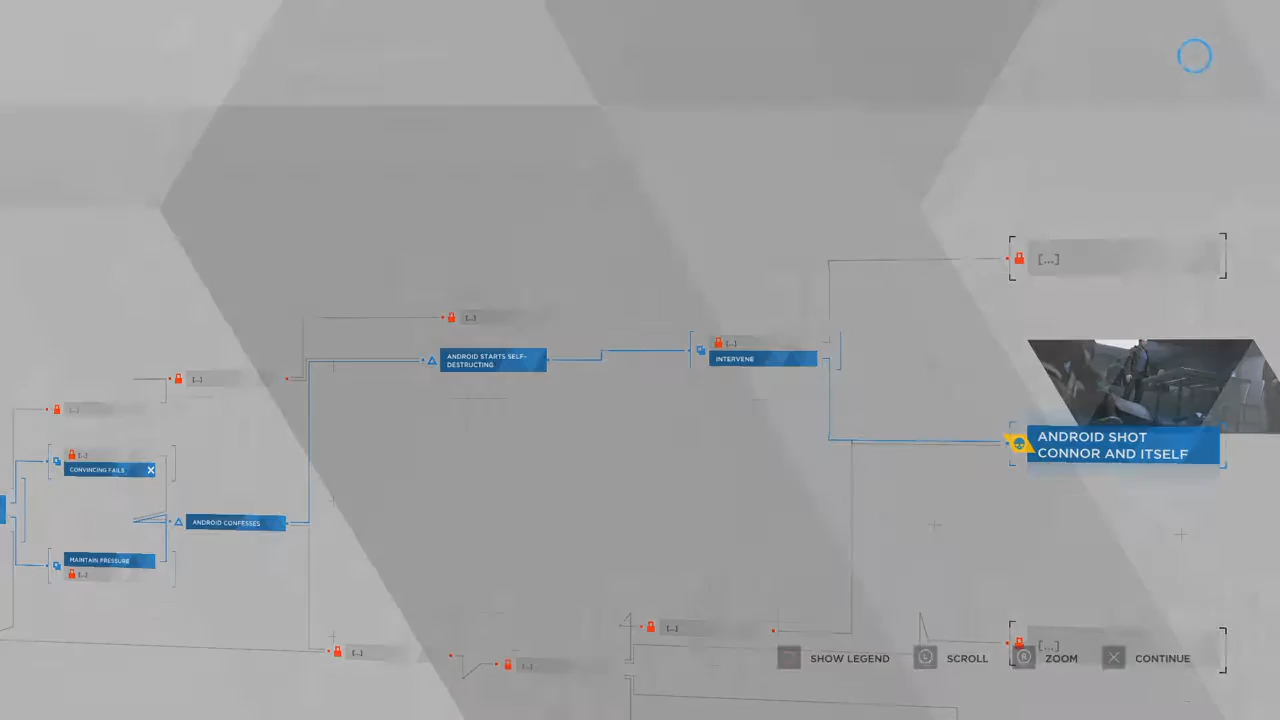 [...]
[...]
ANDROID STARTS SELF-
DESTRUCTING
[...]
INTERVENE
[...]
[...]
[...]
CONVINCING FAILS
ANDROID SHOT
CONNOR AND ITSELF
ANDROID CONFESSES
MAINTAIN PRESSURE
[...]
[...]
[...]
[...]
[...]
SHOW LEGEND
L
SCROLL
R
ZOOM
CONTINUE